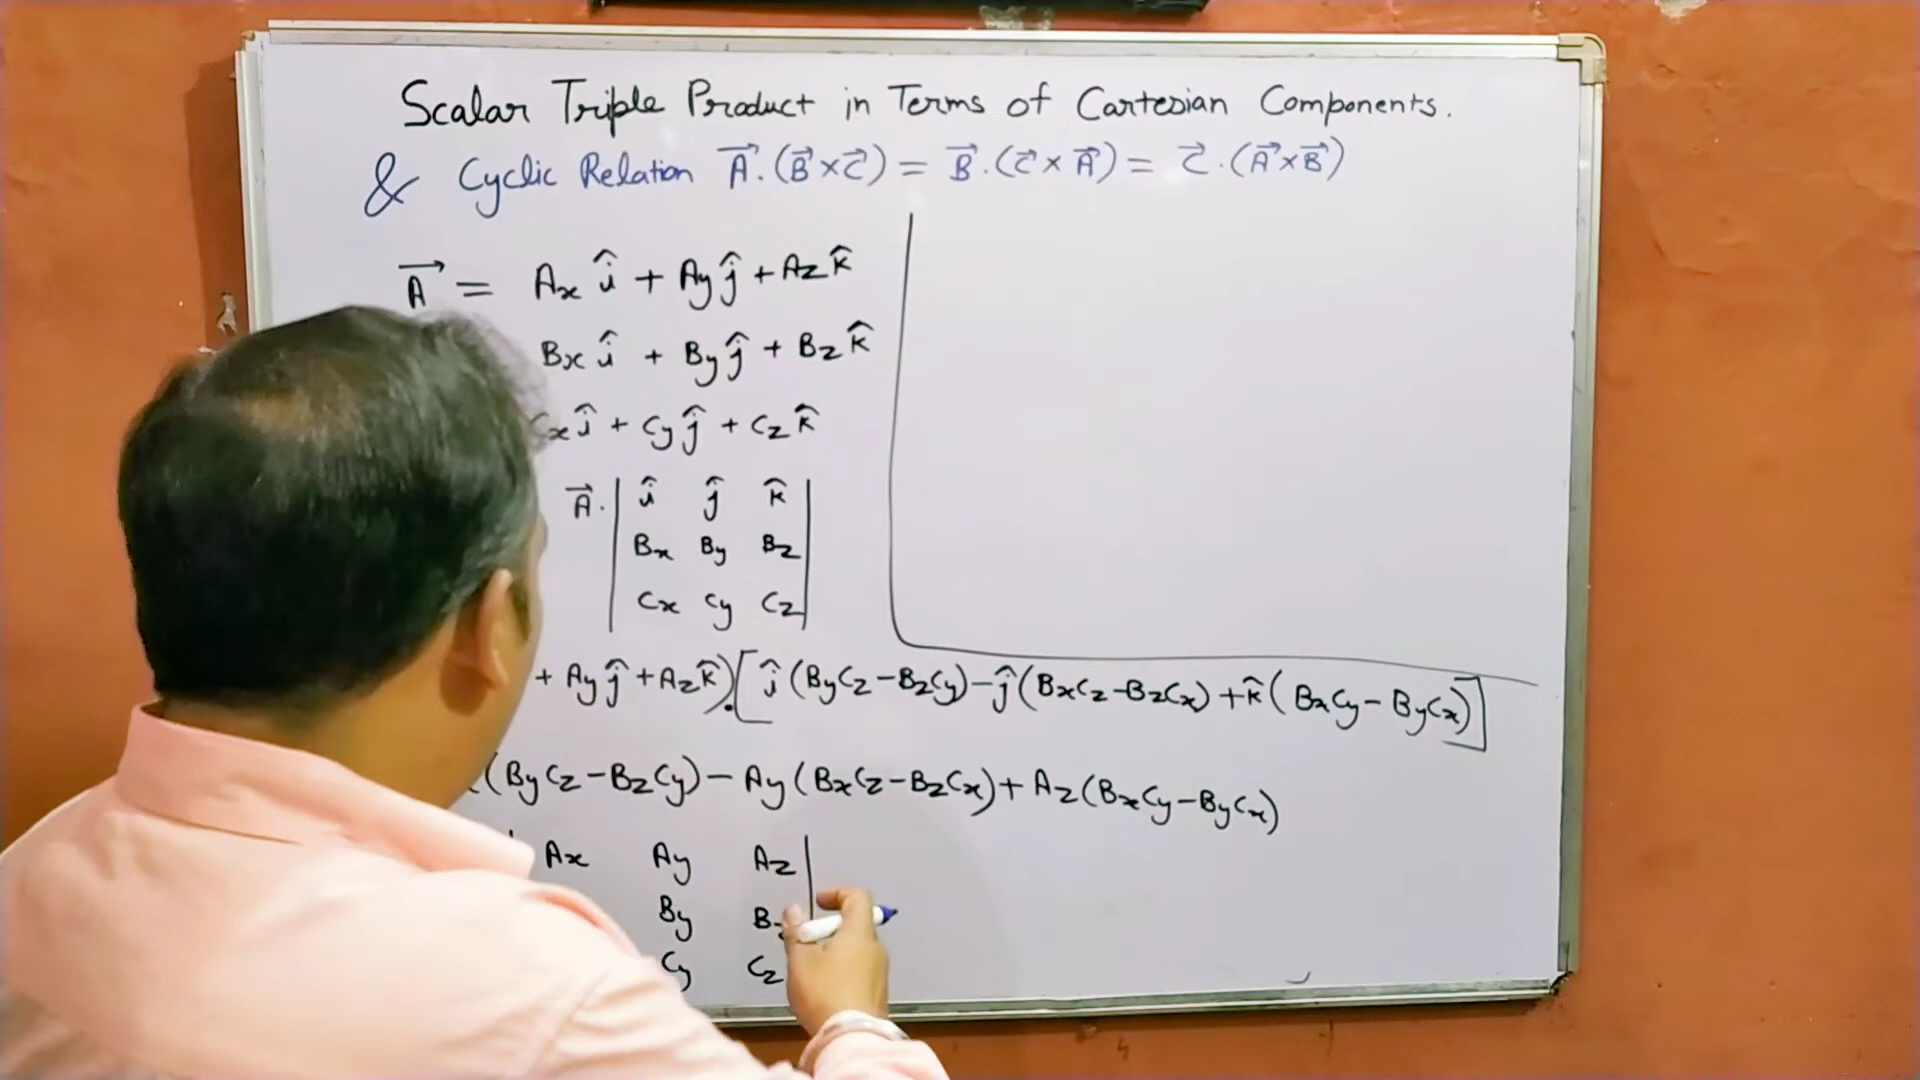 Scalar Triple Product in Terms of Cartesian Components.
& Cyclic Relation A⃗.(B⃗×C⃗) = B⃗.(C⃗×A⃗) = C⃗.(A⃗×B⃗)
A⃗ = Ax î + Ay ĵ + Az k̂
Bx î + By ĵ + Bz k̂
Cx î + Cy ĵ + Cz k̂
A⃗. | î ĵ k̂ |
Bx By Bz
Cx Cy Cz
+ Ay ĵ + Az k̂).[î (ByCz - BzCy) - ĵ (BxCz - BzCx) + k̂ (BxCy - ByCx)]
(ByCz - BzCy) - Ay (BxCz - BzCx) + Az (BxCy - ByCx)
Ax Ay Az |
By Bz
Cy Cz